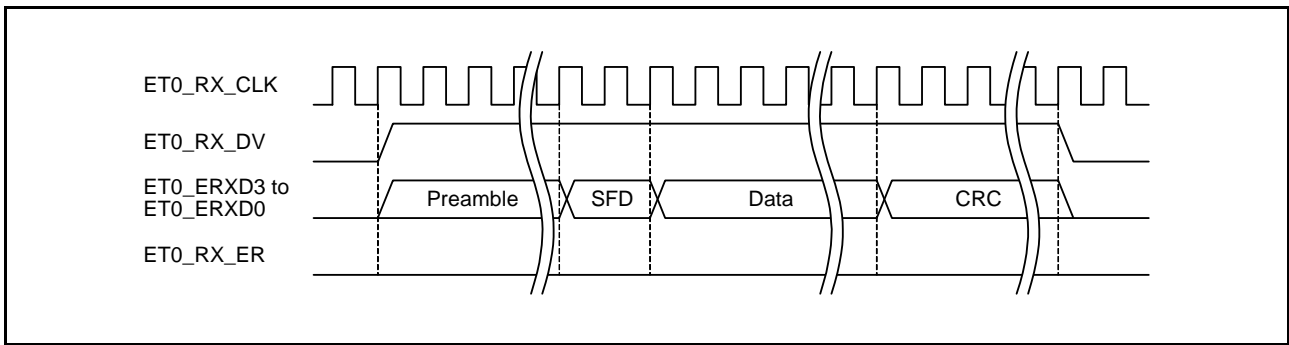 ET0_RX_CLK
ET0_RX_DV
ET0_ERXD3 to
ET0_ERXD0
Preamble
SFD
Data
CRC
ET0_RX_ER